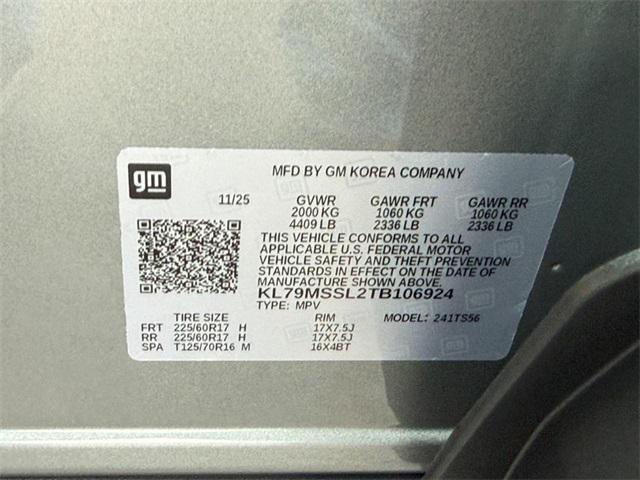 gm
MFD BY GM KOREA COMPANY
11/25 GVWR GAWR FRT GAWR RR
2000 KG 1060 KG 1060 KG
4409 LB 2336 LB 2336 LB
THIS VEHICLE CONFORMS TO ALL
APPLICABLE U.S. FEDERAL MOTOR
VEHICLE SAFETY AND THEFT PREVENTION
STANDARDS IN EFFECT ON THE DATE OF
MANUFACTURE SHOWN ABOVE.
KL79MSSL2TB106924
TYPE: MPV
TIRE SIZE RIM MODEL: 241TS56
FRT 225/60R17 H 17X7.5J
RR 225/60R17 H 17X7.5J
SPA T125/70R16 M 16X4BT